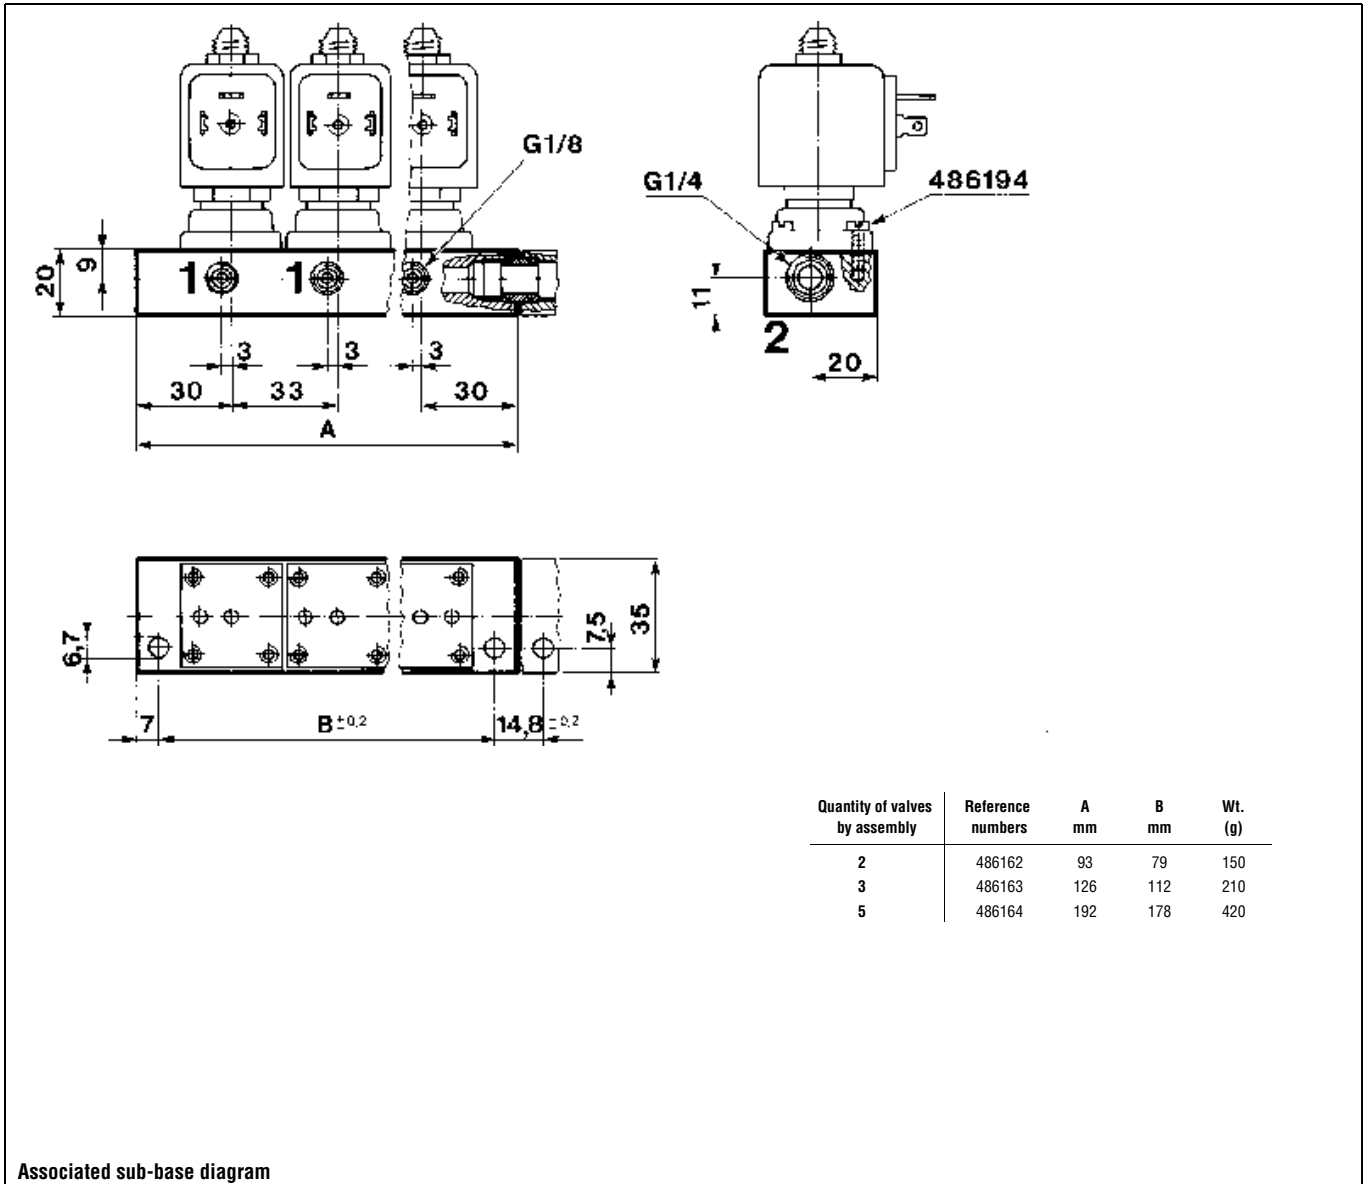 G1/8
20
9
1
1
3
3
3
30
33
30
A
G1/4
486194
11
2
20
6,7
7
B ±0,2
14,8 ±0,2
7,5
35
Quantity of valves by assembly Reference numbers A mm B mm Wt. (g)
2 486162 93 79 150
3 486163 126 112 210
5 486164 192 178 420
Associated sub-base diagram